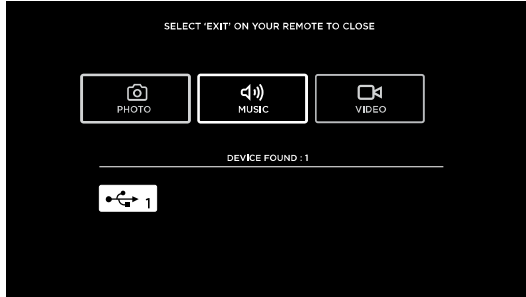 SELECT 'EXIT' ON YOUR REMOTE TO CLOSE
PHOTO
MUSIC
VIDEO
DEVICE FOUND : 1
1